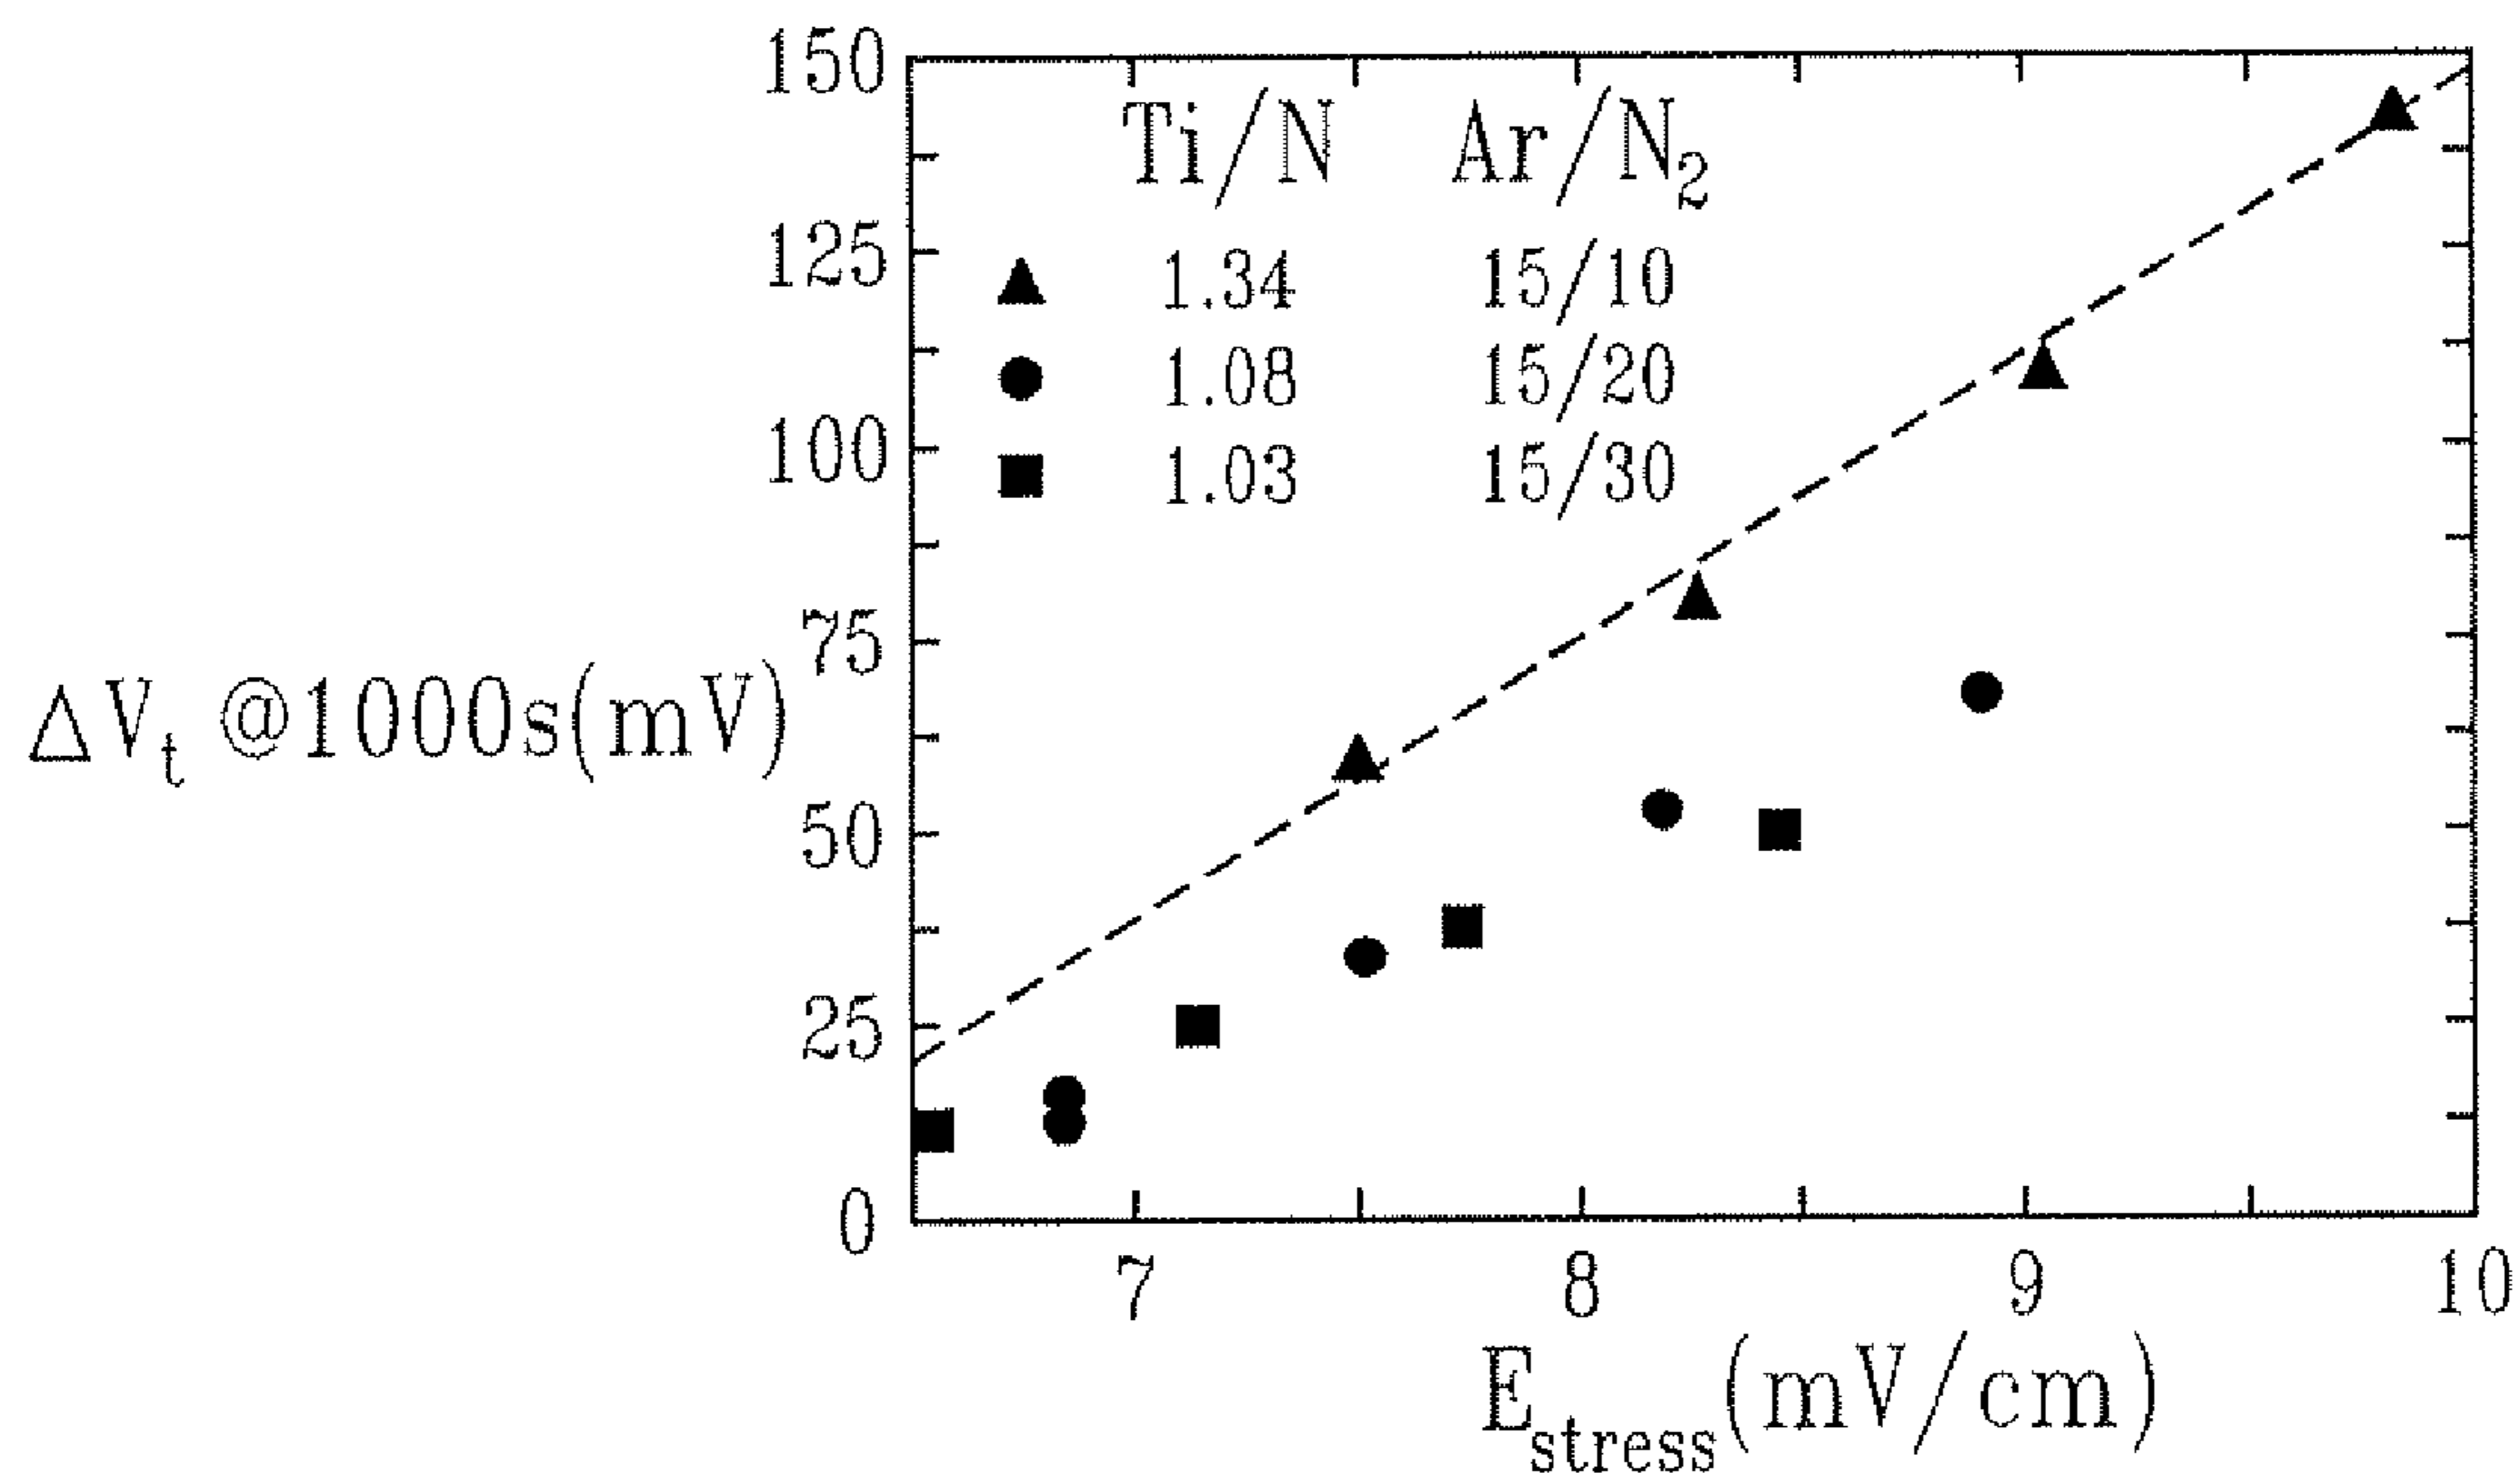 150
125
100
75
50
25
0
Ti/N Ar/N₂
▲ 1.34 15/10
● 1.08 15/20
■ 1.03 15/30
ΔVₜ @1000s(mV)
7 8 9 10
E_stress(mV/cm)